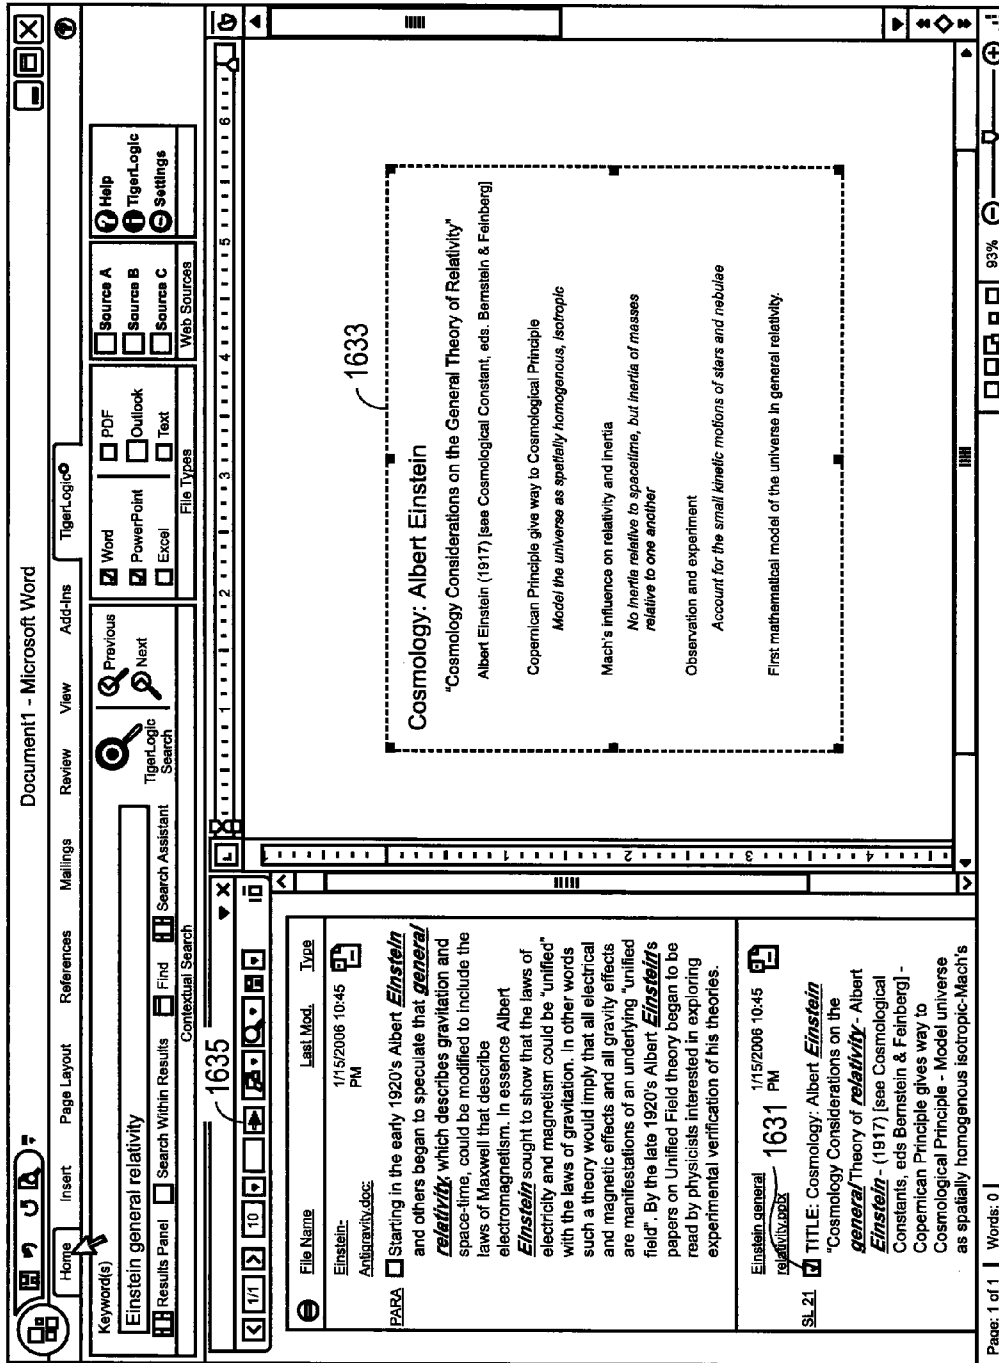 Document1 - Microsoft Word
Home Insert Page Layout References Mailings Review View Add-Ins TigerLogic
Keyword(s)
Einstein general relativity
Results Panel Search Within Results Find Search Assistant
TigerLogic
Search
Previous
Next
Contextual Search
Word
PowerPoint
Excel
PDF
Outlook
Text
File Types
Source A
Source B
Source C
Web Sources
Help
TigerLogic
Settings
1635
1/1 10
File Name Last Mod. Type
Einstein-
Antigravity.doc:
1/15/2006 10:45
PM
PARA Starting in the early 1920's Albert Einstein
and others began to speculate that general
relativity, which describes gravitation and
space-time, could be modified to include the
laws of Maxwell that describe
electromagnetism. In essence Albert
Einstein sought to show that the laws of
electricity and magnetism could be "unified"
with the laws of gravitation. In other words
such a theory would imply that all electrical
and magnetic effects and all gravity effects
are manifestations of an underlying "unified
field". By the late 1920's Albert Einstein's
papers on Unified Field theory began to be
read by physicists interested in exploring
experimental verification of his theories.
Einstein general
relativity.pptx
1631
1/15/2006 10:45
PM
SL 21 TITLE: Cosmology: Albert Einstein
"Cosmology Considerations on the
general Theory of relativity - Albert
Einstein - (1917) [see Cosmological
Constants, eds Bernstein & Feinberg] -
Copernican Principle gives way to
Cosmological Principle - Model universe
as spatially homogenous isotropic-Mach's
1 2 3 4 5 6
1 1 2 3 4
1633
Cosmology: Albert Einstein
"Cosmology Considerations on the General Theory of Relativity"
Albert Einstein (1917) [see Cosmological Constant, eds. Bernstein & Feinberg]
Copernican Principle give way to Cosmological Principle
Model the universe as spatially homogenous, isotropic
Mach's influence on relativity and inertia
No inertia relative to spacetime, but inertia of masses
relative to one another
Observation and experiment
Account for the small kinetic motions of stars and nebulae
First mathematical model of the universe in general relativity.
Page: 1 of 1 Words: 0 93%